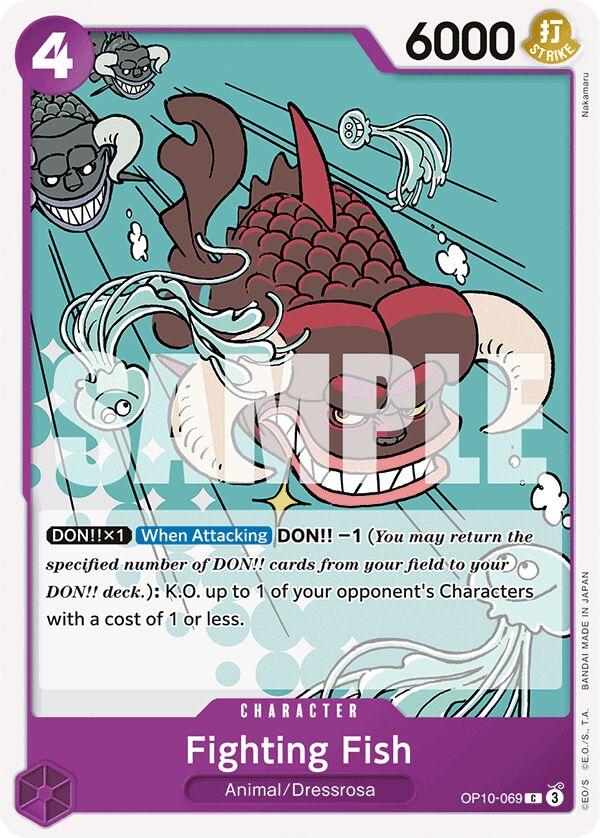 4
6000
打
STRIKE
Nakamaru
SAMPLE
DON!!×1 When Attacking DON!! −1 (You may return the
specified number of DON!! cards from your field to your
DON!! deck.): K.O. up to 1 of your opponent's Characters
with a cost of 1 or less.
CHARACTER
Fighting Fish
Animal/Dressrosa
OP10-069 C 3
©E.O/S ©E.O./S., T.A. BANDAI MADE IN JAPAN